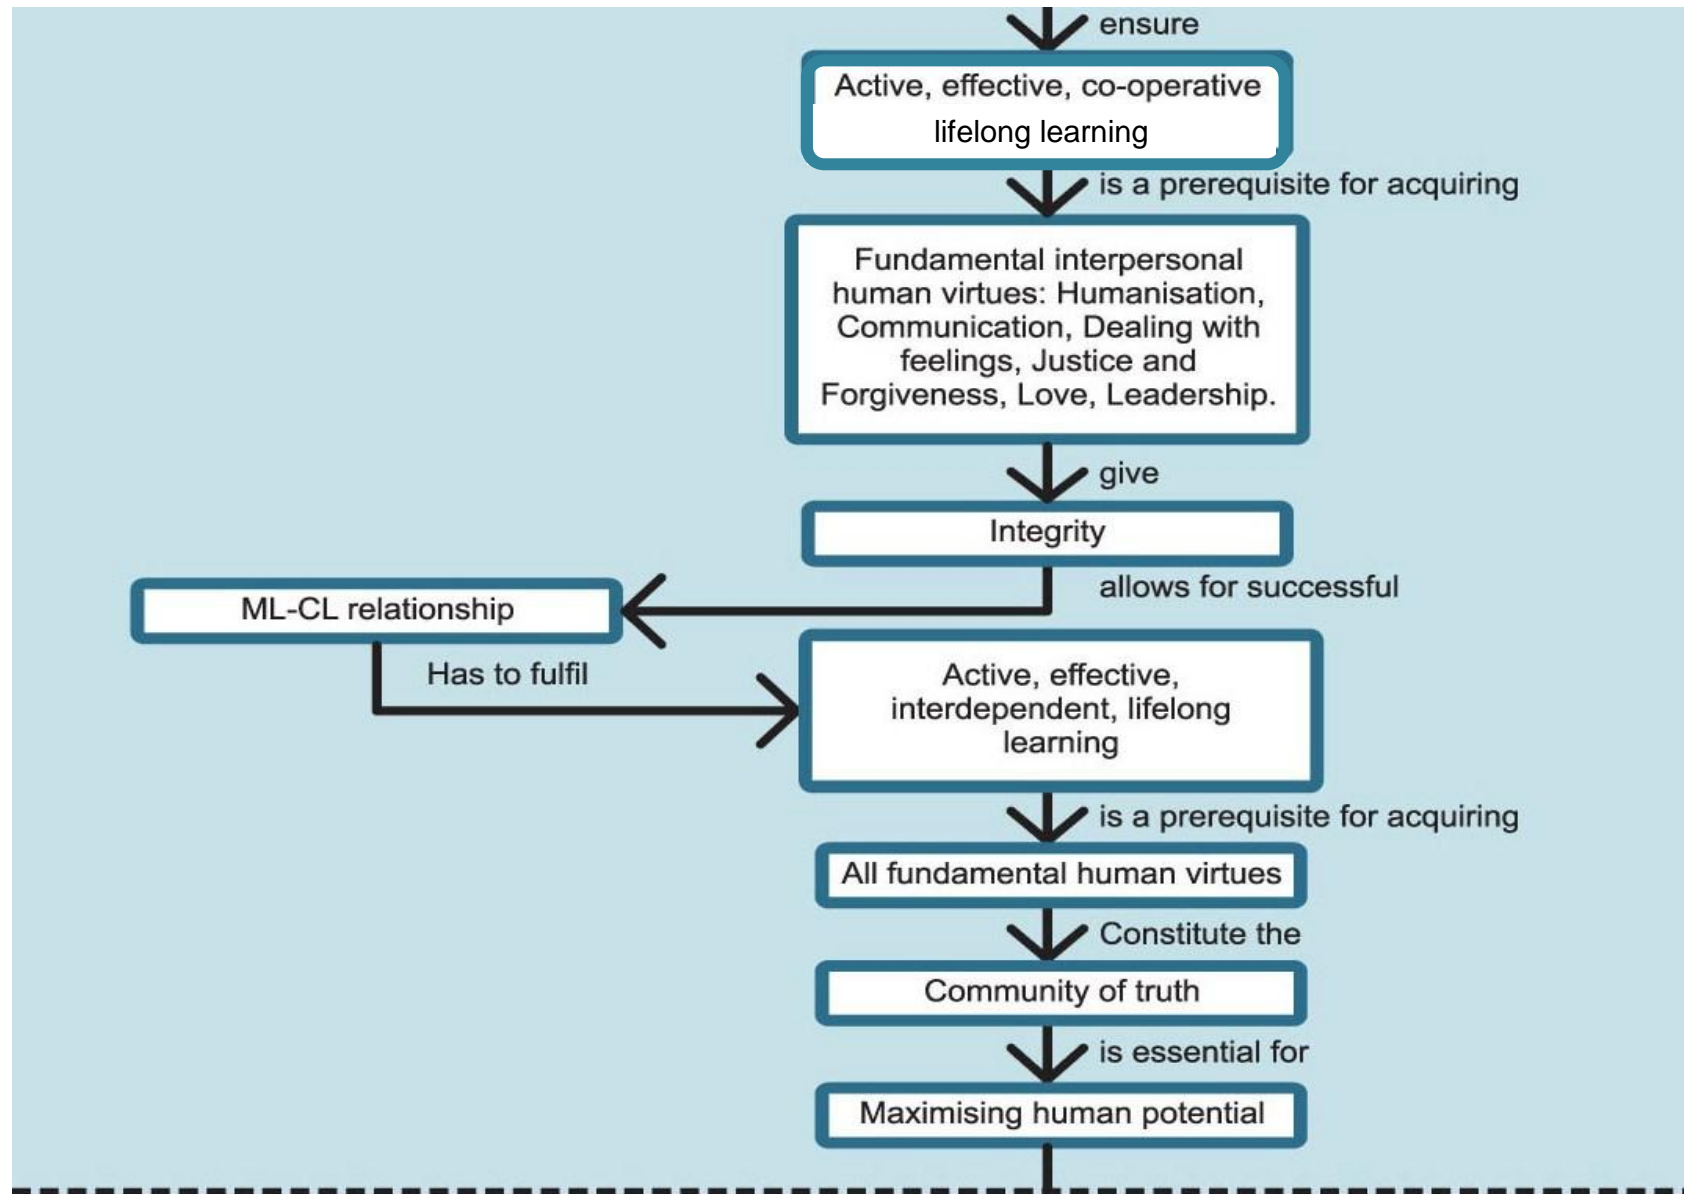 ensure
Active, effective, co-operative
lifelong learning
is a prerequisite for acquiring
Fundamental interpersonal
human virtues: Humanisation,
Communication, Dealing with
feelings, Justice and
Forgiveness, Love, Leadership.
give
Integrity
allows for successful
ML-CL relationship
Has to fulfil
Active, effective,
interdependent, lifelong
learning
is a prerequisite for acquiring
All fundamental human virtues
Constitute the
Community of truth
is essential for
Maximising human potential